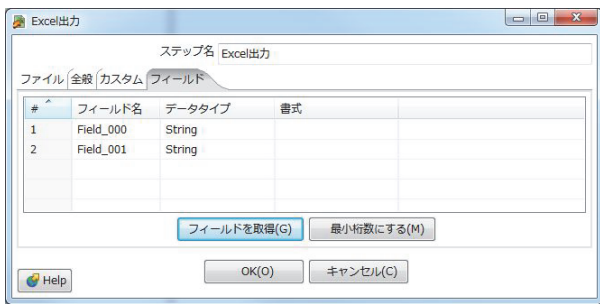 Excel出力
ステップ名 Excel出力
ファイル 全般 カスタム フィールド
# フィールド名 データタイプ 書式
1 Field_000 String
2 Field_001 String
フィールドを取得(G) 最小桁数にする(M)
Help OK(O) キャンセル(C)